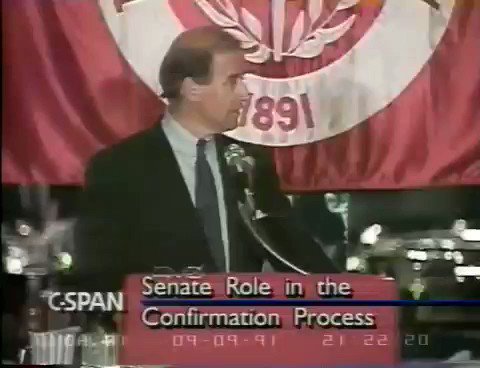 1891
C-SPAN
Senate Role in the
Confirmation Process
09-09-91 21:22:20